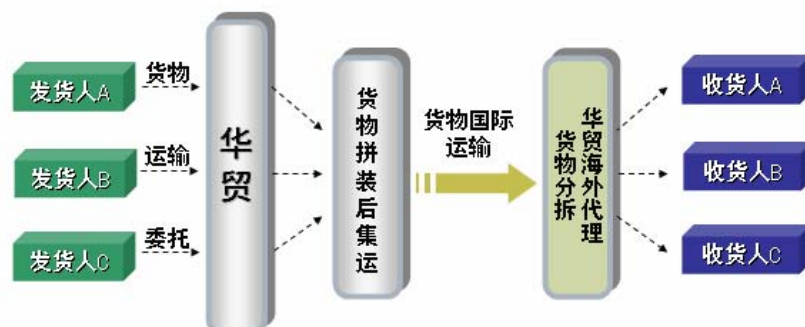 发货人A
货物
发货人B
运输
发货人C
委托
华贸
货物拼装后集运
货物国际
运输
华贸海外代理
货物分拆
收货人A
收货人B
收货人C